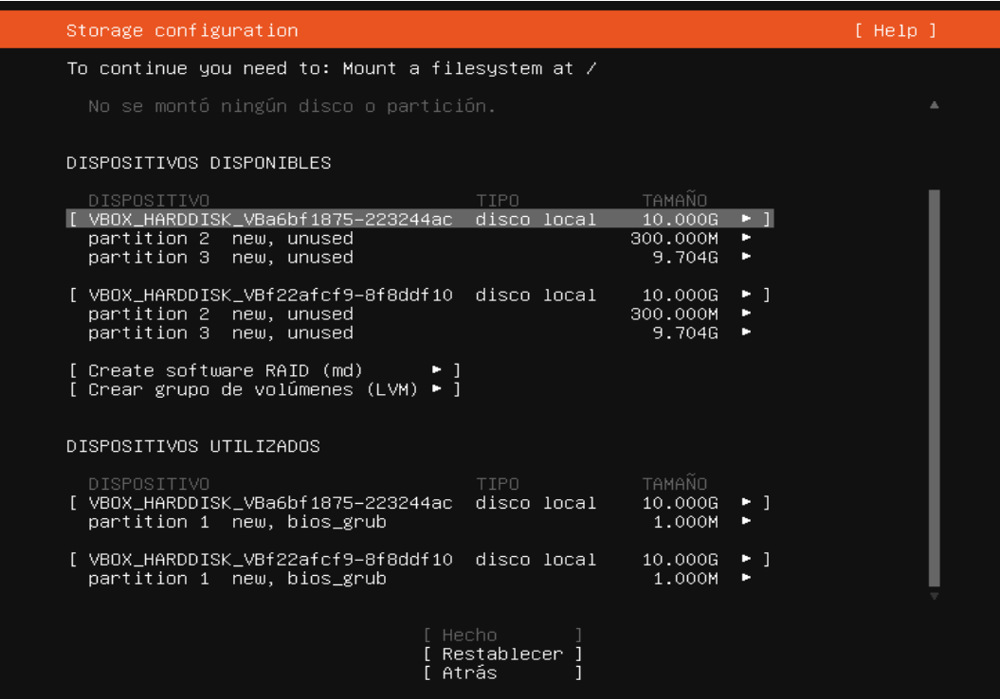 Storage configuration [ Help ]
To continue you need to: Mount a filesystem at /
No se montó ningún disco o partición. ▲
DISPOSITIVOS DISPONIBLES
DISPOSITIVO TIPO TAMAÑO
[ VBOX_HARDDISK_VBa6bf1875-223244ac disco local 10.000G ► ]
partition 2 new, unused 300.000M ►
partition 3 new, unused 9.704G ►
[ VBOX_HARDDISK_VBf22afcf9-8f8ddf10 disco local 10.000G ► ]
partition 2 new, unused 300.000M ►
partition 3 new, unused 9.704G ►
[ Create software RAID (md) ► ]
[ Crear grupo de volúmenes (LVM) ► ]
DISPOSITIVOS UTILIZADOS
DISPOSITIVO TIPO TAMAÑO
[ VBOX_HARDDISK_VBa6bf1875-223244ac disco local 10.000G ► ]
partition 1 new, bios_grub 1.000M ►
[ VBOX_HARDDISK_VBf22afcf9-8f8ddf10 disco local 10.000G ► ]
partition 1 new, bios_grub 1.000M ►
▼
[ Hecho ]
[ Restablecer ]
[ Atrás ]